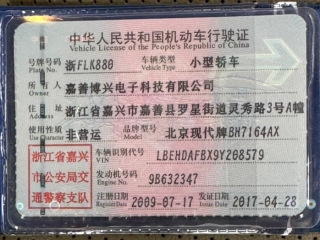 中华人民共和国机动车行驶证
Vehicle License of the People's Republic of China
号牌号码 Plate No. 浙FLK880 车辆类型 Vehicle Type 小型轿车
所有人 Owner 嘉善博兴电子科技有限公司
住址 Address 浙江省嘉兴市嘉善县罗星街道灵秀路3号A幢
使用性质 Use Character 非营运 品牌型号 Model 北京现代牌BH7164AX
浙江省嘉兴市公安局交通警察支队
车辆识别代号 VIN LBEHDAFBX9Y208579
发动机号码 Engine No. 9B632347
注册日期 Register Date 2009-07-17 发证日期 Issue Date 2017-04-28